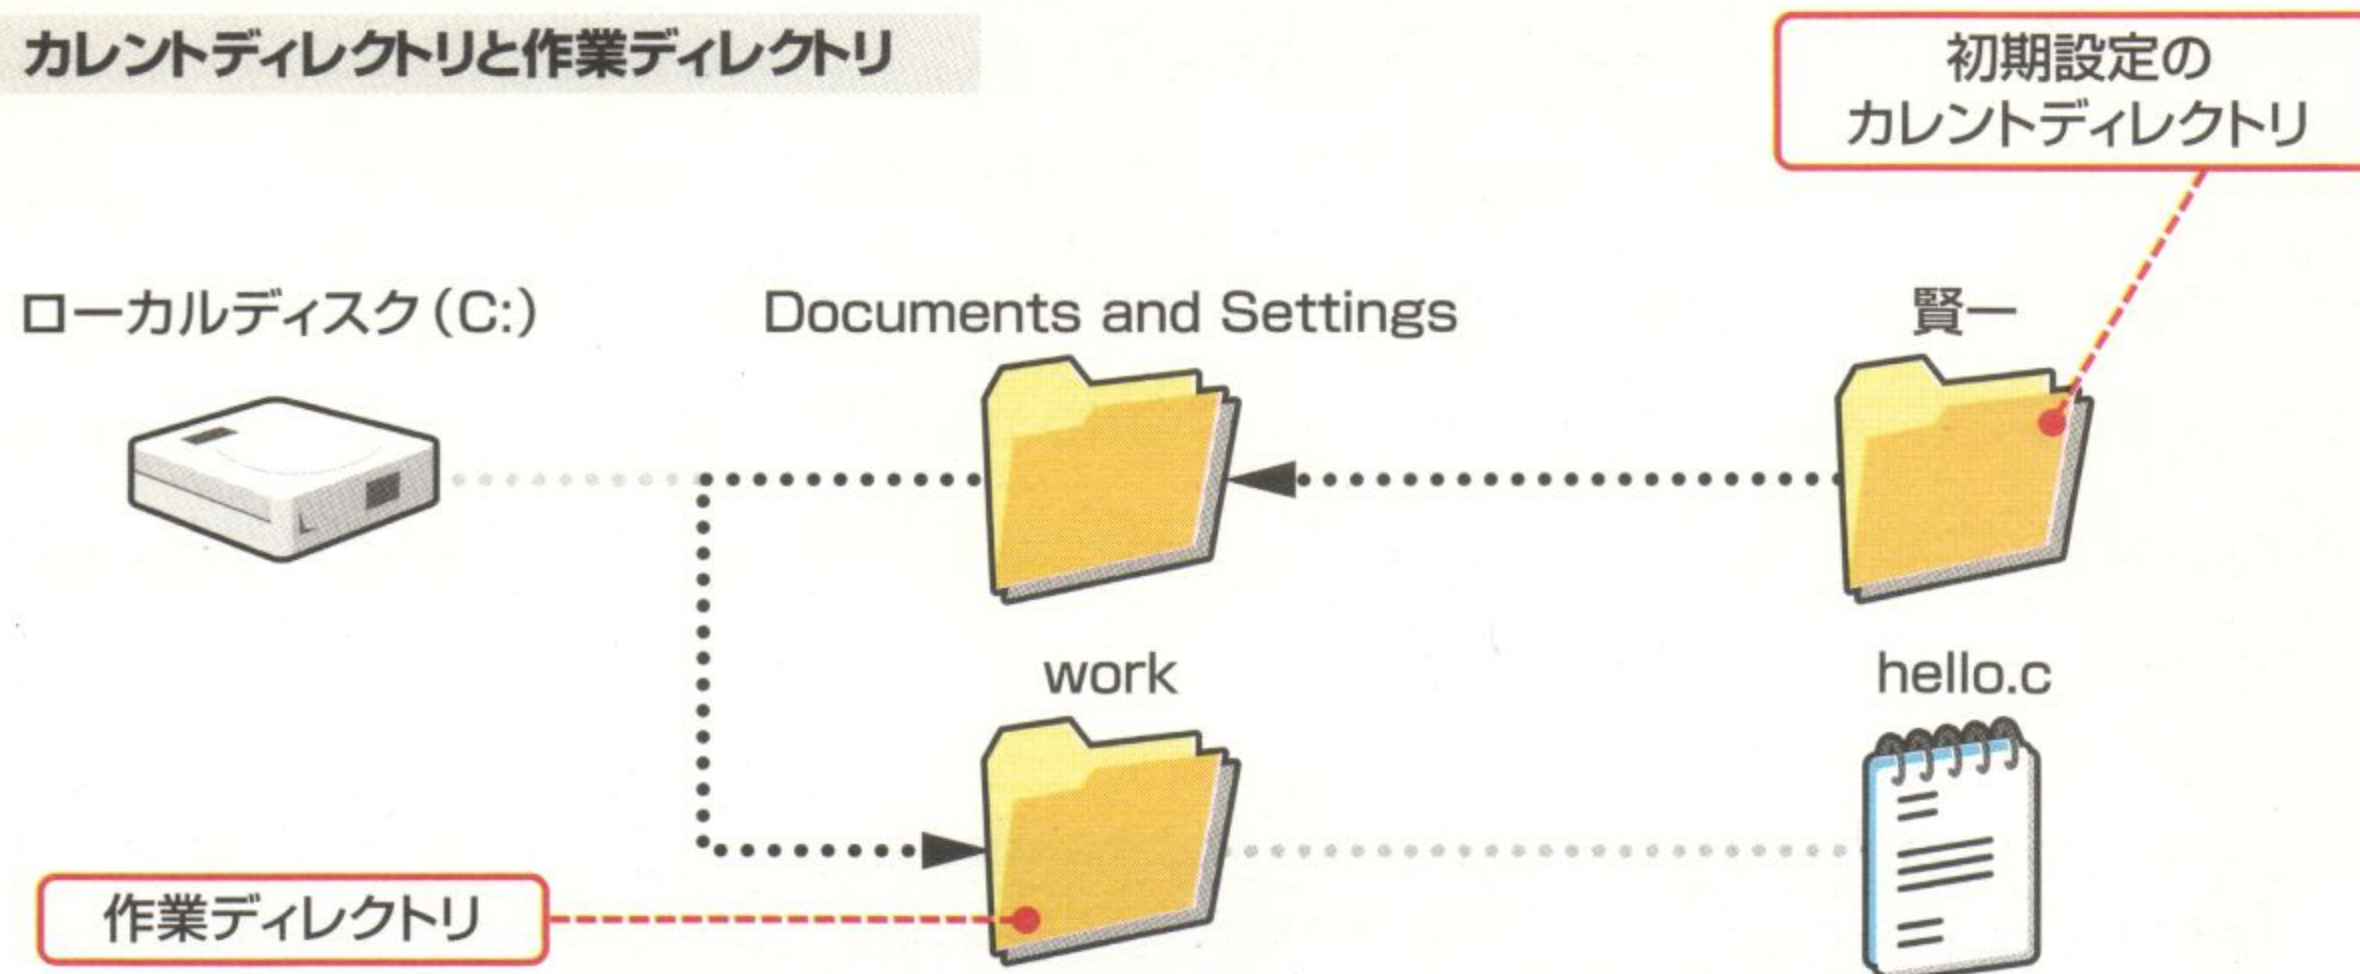 カレントディレクトリと作業ディレクトリ
初期設定の
カレントディレクトリ
ローカルディスク(C:)
Documents and Settings
賢一
work
hello.c
作業ディレクトリ